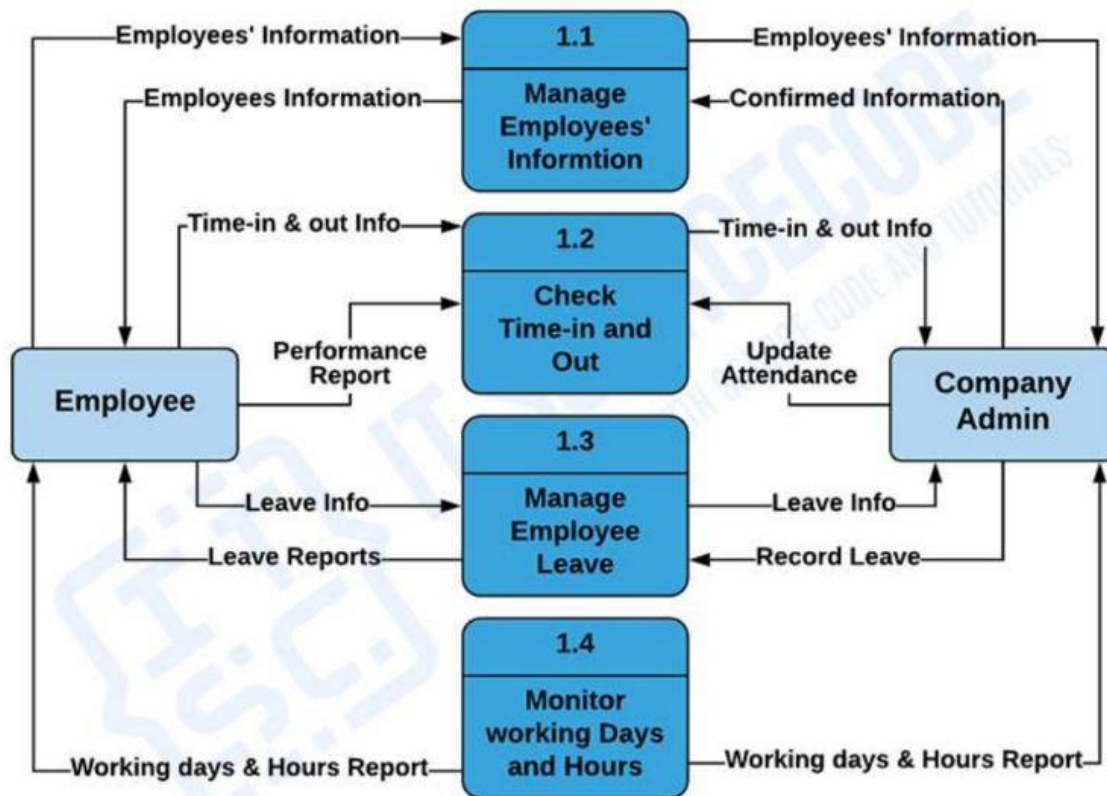 Employees' Information
1.1
Employees' Information
Employees Information
Manage
Employees'
Informtion
Confirmed Information
Time-in & out Info
1.2
Time-in & out Info
Performance
Report
Check
Time-in and
Out
Update
Attendance
Employee
Company
Admin
1.3
Leave Info
Manage
Employee
Leave
Leave Info
Leave Reports
Record Leave
1.4
Monitor
working Days
and Hours
Working days & Hours Report
Working days & Hours Report